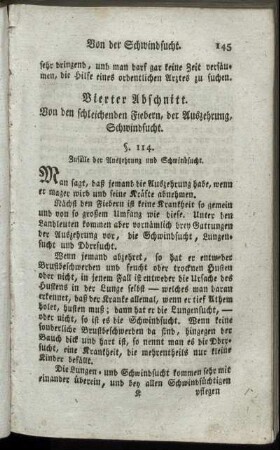 Von der Schwindsucht. 145
sehr dringend, und man darf gar keine Zeit versäu-
men, die Hilfe eines ordentlichen Arztes zu suchen.
Vierter Abschnitt.
Von den schleichenden Fiebern, der Auszehrung,
Schwindsucht.
§. 114.
Zufälle der Auszehrung und Schwindsucht.
Man sagt, daß jemand die Auszehrung habe, wenn
er mager wird und seine Kräfte abnehmen.
Nächst den Fiebern ist keine Krankheit so gemein
und von so großem Umfang wie diese. Unter den
Landleuten kommen aber vornämlich drey Gattungen
der Auszehrung vor, die Schwindsucht, Lungen-
sucht und Dörrsucht.
Wenn jemand abzehrt, so hat er entweder
Brustbeschwerden und feucht oder trocknen Husten
oder nicht, in jenem Fall ist entweder die Ursache des
Hustens in der Lunge selbst — welches man daran
erkennet, daß der Kranke allemal, wenn er tief Athem
holet, husten muß; dann hat er die Lungensucht, —
oder nicht, so ist es die Schwindsucht. Wenn keine
sonderliche Brustbeschwerden da sind, hingegen der
Bauch dick und hart ist, so nennt man es die Dörr-
sucht, eine Krankheit, die mehrentheils nur kleine
Kinder befällt.
Die Lungen- und Schwindsucht kommen sehr mit
einander überein, und bey allen Schwindsüchtigen
K pflegen